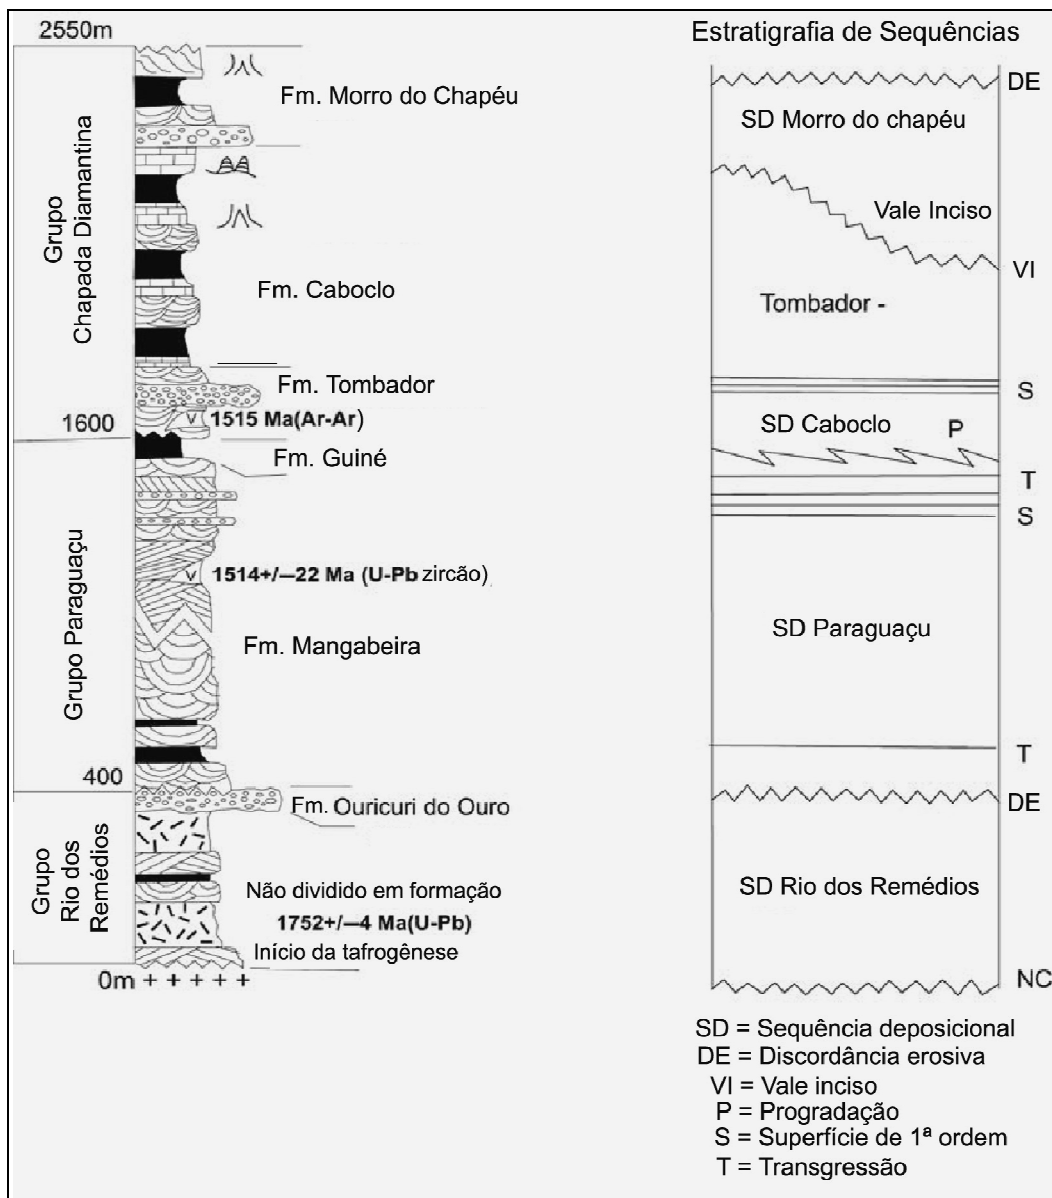 2550m
Estratigrafia de Sequências
Grupo
Chapada Diamantina
Fm. Morro do Chapéu
Fm. Caboclo
Fm. Tombador
1600
v 1515 Ma(Ar-Ar)
Fm. Guiné
Grupo Paraguaçu
v 1514+/−22 Ma (U-Pb zircão)
Fm. Mangabeira
400
Fm. Ouricuri do Ouro
Grupo
Rio dos
Remédios
Não dividido em formação
1752+/−4 Ma(U-Pb)
Início da tafrogênese
0m + + + + +
DE
SD Morro do chapéu
Vale Inciso
VI
Tombador -
S
SD Caboclo
P
T
S
SD Paraguaçu
T
DE
SD Rio dos Remédios
NC
SD = Sequência deposicional
DE = Discordância erosiva
VI = Vale inciso
P = Progradação
S = Superfície de 1ª ordem
T = Transgressão